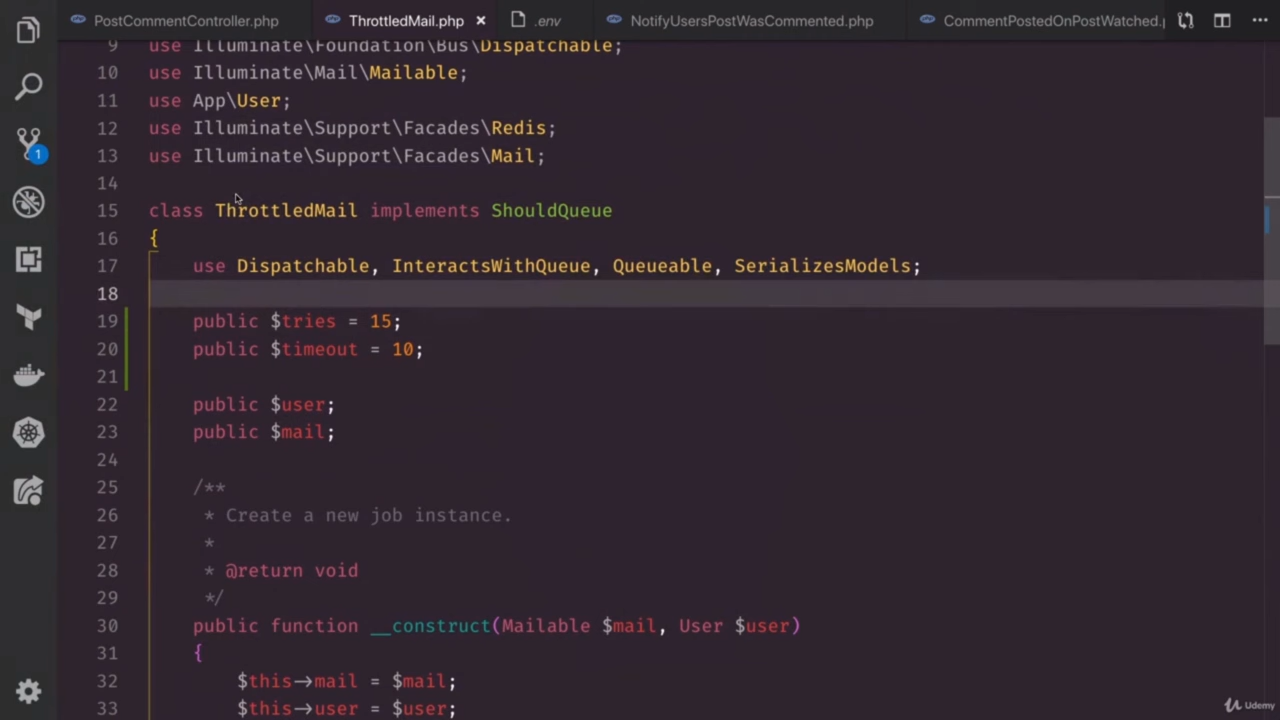 PostCommentController.php
ThrottledMail.php ×
.env
NotifyUsersPostWasCommented.php
CommentPostedOnPostWatched.p
9 use Illuminate\Foundation\Bus\Dispatchable;
10 use Illuminate\Mail\Mailable;
11 use App\User;
12 use Illuminate\Support\Facades\Redis;
13 use Illuminate\Support\Facades\Mail;
14
15 class ThrottledMail implements ShouldQueue
16 {
17 use Dispatchable, InteractsWithQueue, Queueable, SerializesModels;
18
19 public $tries = 15;
20 public $timeout = 10;
21
22 public $user;
23 public $mail;
24
25 /**
26 * Create a new job instance.
27 *
28 * @return void
29 */
30 public function __construct(Mailable $mail, User $user)
31 {
32 $this→mail = $mail;
33 $this→user = $user;
1
Udemy